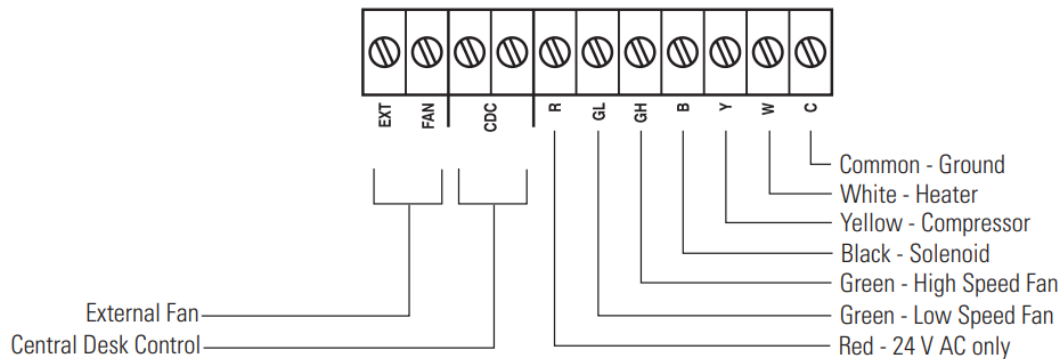 EXT
FAN
CDC
R
GL
GH
B
Y
W
C
Common - Ground
White - Heater
Yellow - Compressor
Black - Solenoid
Green - High Speed Fan
External Fan
Green - Low Speed Fan
Central Desk Control
Red - 24 V AC only